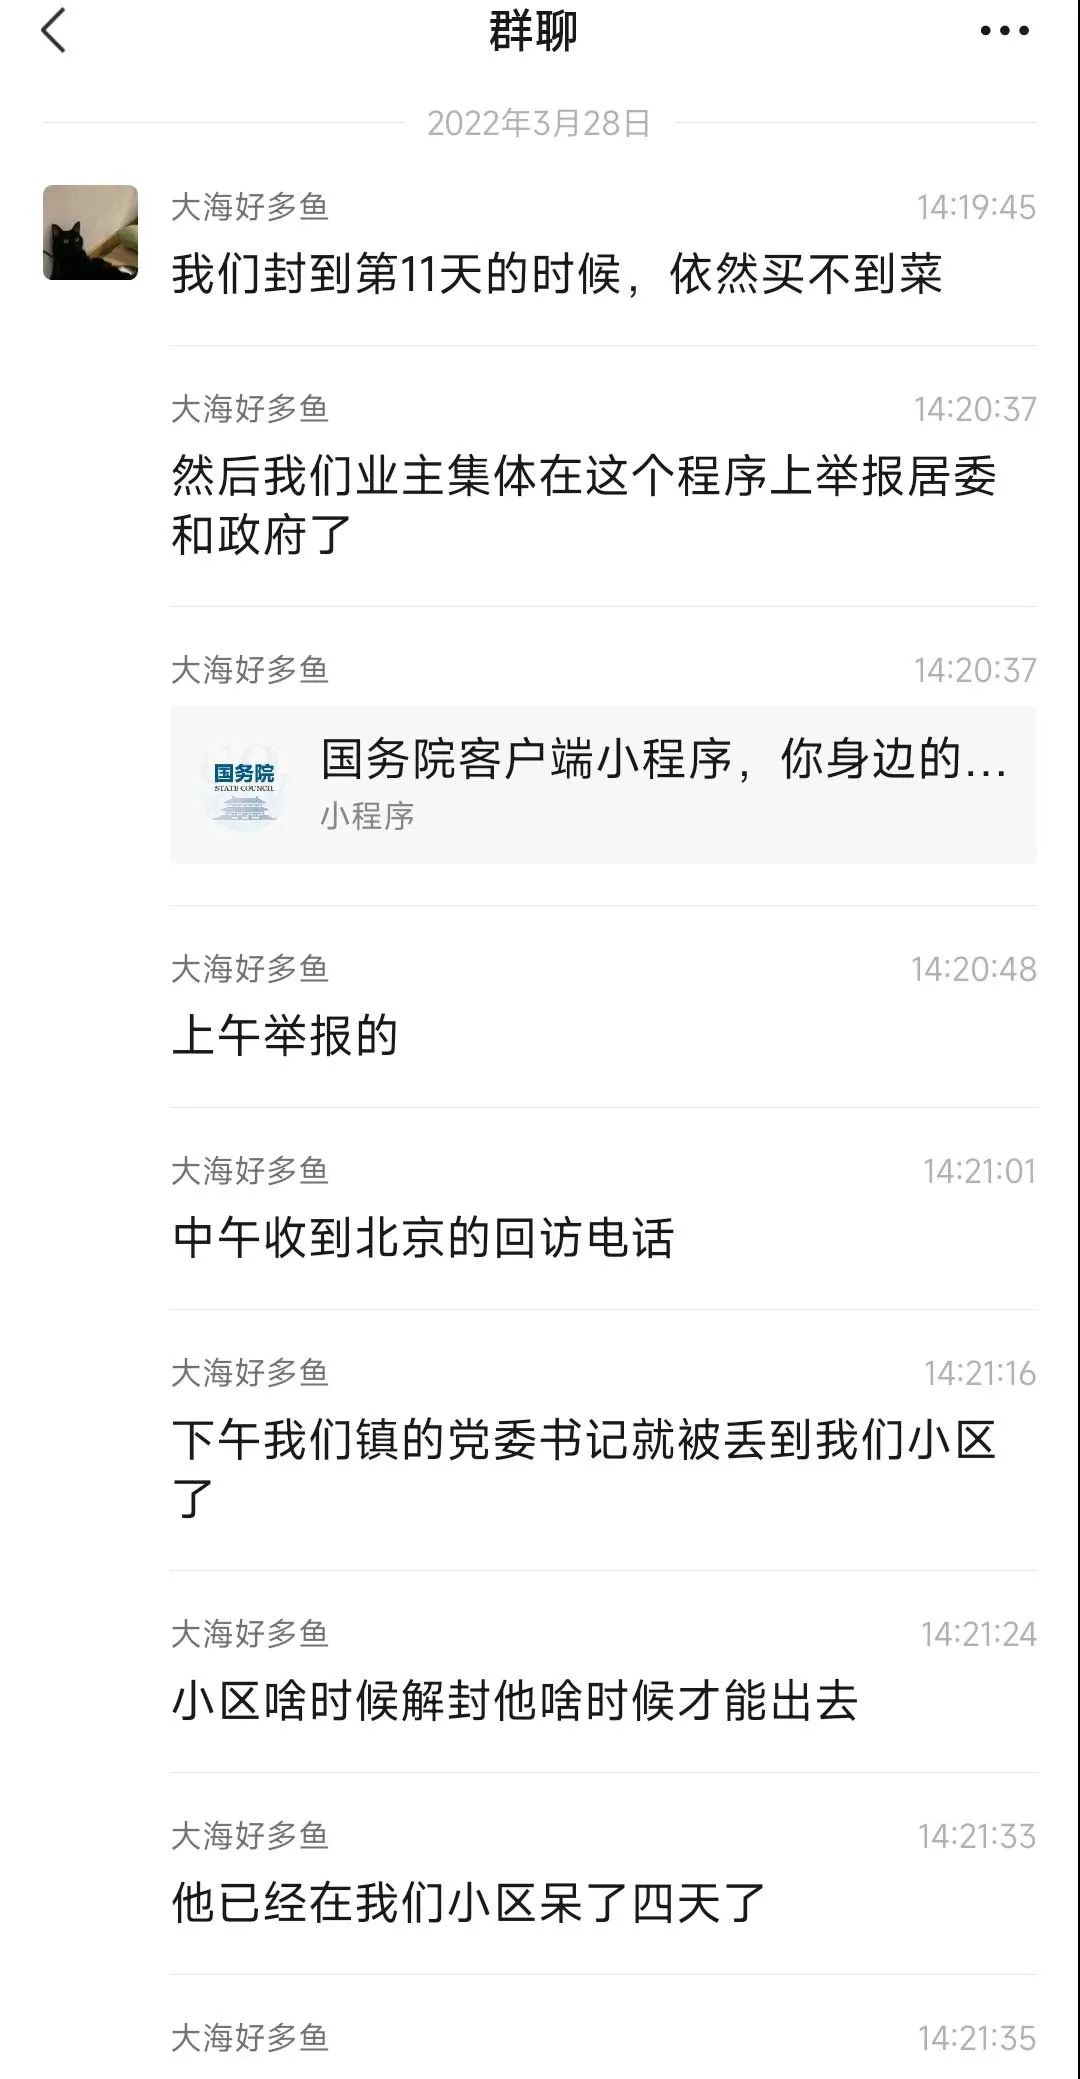 群聊
2022年3月28日
大海好多鱼 14:19:45
我们封到第11天的时候，依然买不到菜
大海好多鱼 14:20:37
然后我们业主集体在这个程序上举报居委
和政府了
大海好多鱼 14:20:37
国务院
STATE COUNCIL
国务院客户端小程序，你身边的...
小程序
大海好多鱼 14:20:48
上午举报的
大海好多鱼 14:21:01
中午收到北京的回访电话
大海好多鱼 14:21:16
下午我们镇的党委书记就被丢到我们小区
了
大海好多鱼 14:21:24
小区啥时候解封他啥时候才能出去
大海好多鱼 14:21:33
他已经在我们小区呆了四天了
大海好多鱼 14:21:35